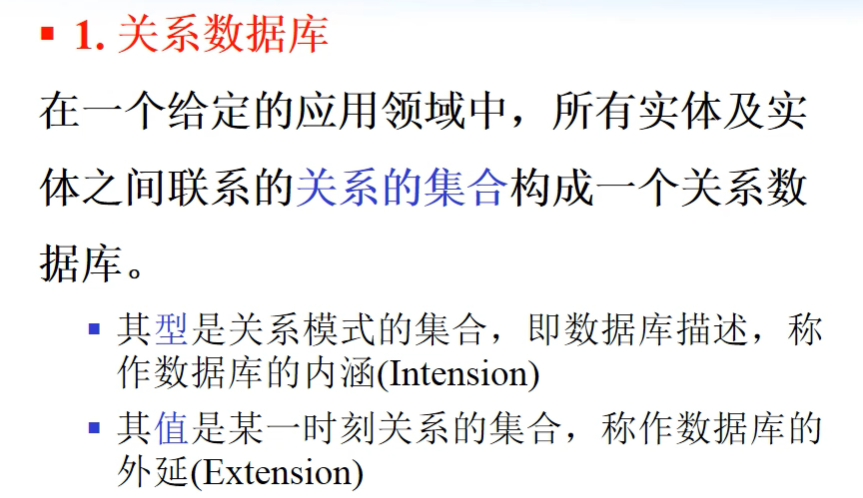 1. 关系数据库
在一个给定的应用领域中，所有实体及实
体之间联系的关系的集合构成一个关系数
据库。
其型是关系模式的集合，即数据库描述，称
作数据库的内涵(Intension)
其值是某一时刻关系的集合，称作数据库的
外延(Extension)